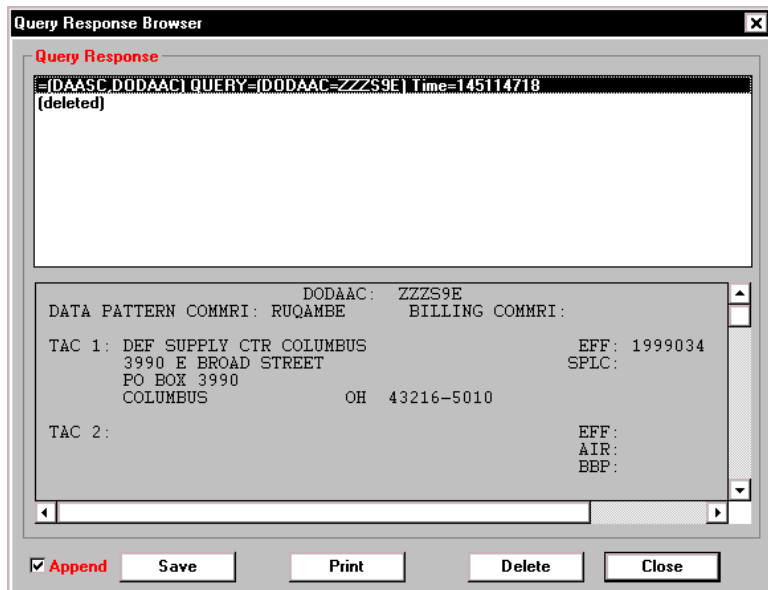 Query Response Browser
Query Response
=(DAASC,DODAAC) QUERY=(DODAAC=ZZZS9E) Time=145114718
(deleted)
DODAAC: ZZZS9E
DATA PATTERN COMMRI: RUQAMBE BILLING COMMRI:
TAC 1: DEF SUPPLY CTR COLUMBUS EFF: 1999034
3990 E BROAD STREET SPLC:
PO BOX 3990
COLUMBUS OH 43216-5010
TAC 2: EFF:
AIR:
BBP:
Append Save Print Delete Close